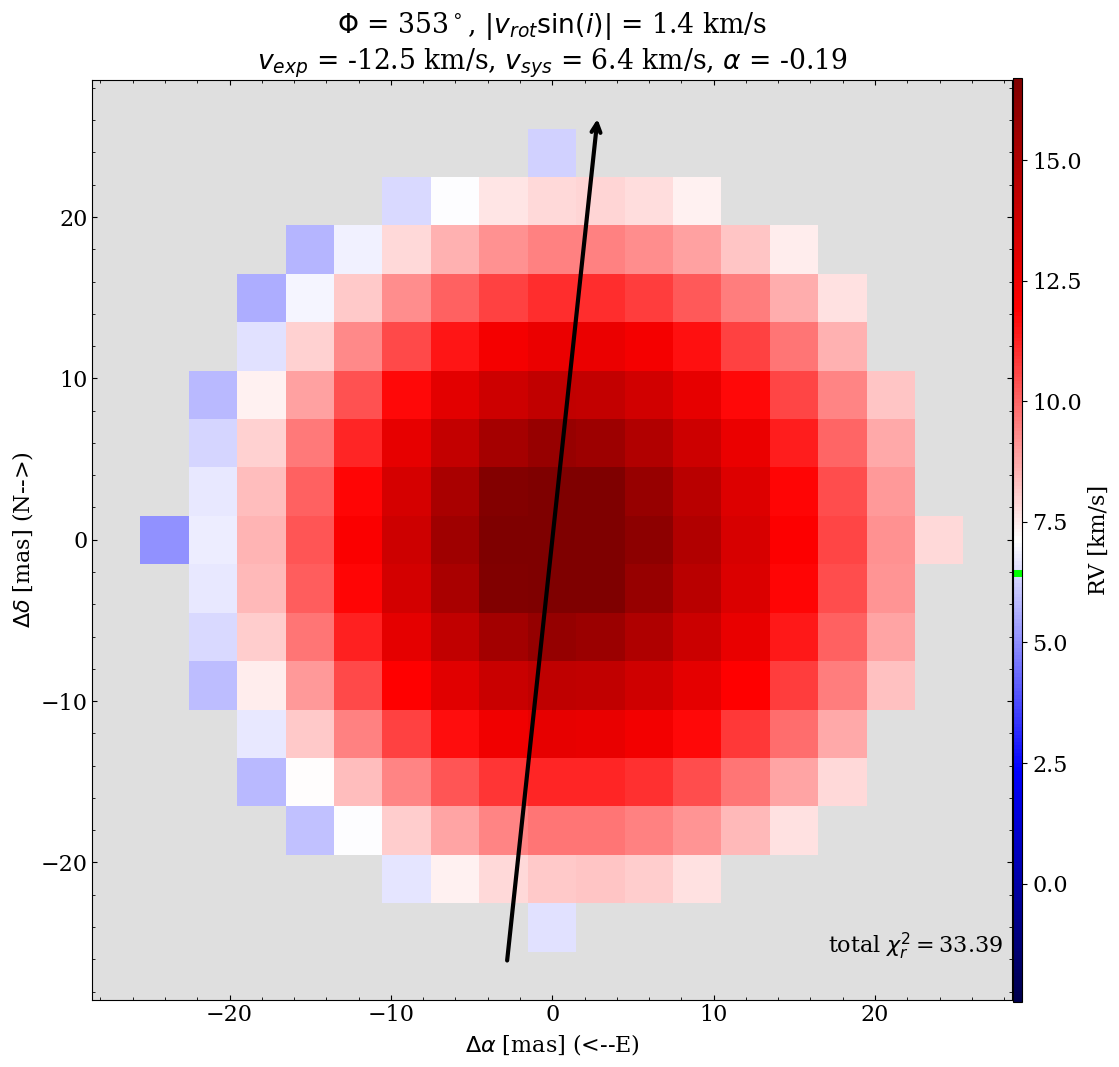 Φ = 353°, |v_rot sin(i)| = 1.4 km/s
v_exp = -12.5 km/s, v_sys = 6.4 km/s, α = -0.19
20
10
0
−10
−20
Δδ [mas] (N-->)
−20
−10
0
10
20
Δα [mas] (<--E)
total χ_r^2 = 33.39
15.0
12.5
10.0
7.5
5.0
2.5
0.0
RV [km/s]